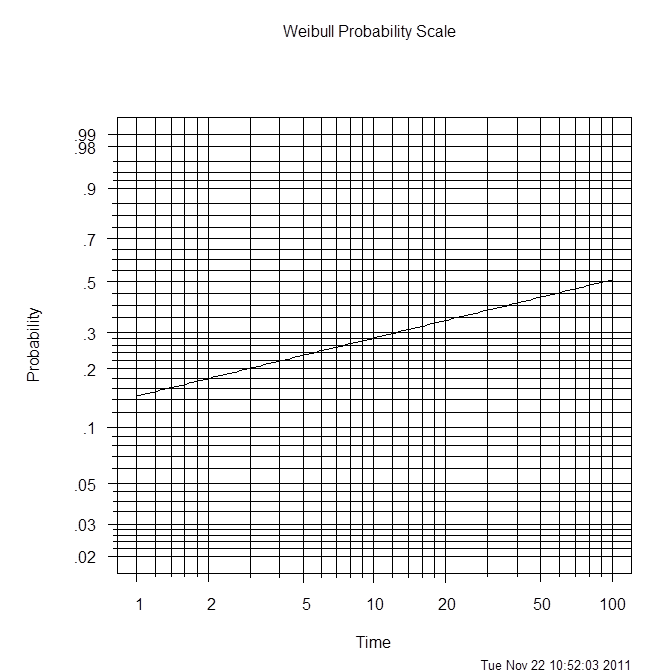 Weibull Probability Scale
.99
.98
.9
.7
.5
.3
.2
.1
.05
.03
.02
Probability
1 2 5 10 20 50 100
Time
Tue Nov 22 10:52:03 2011